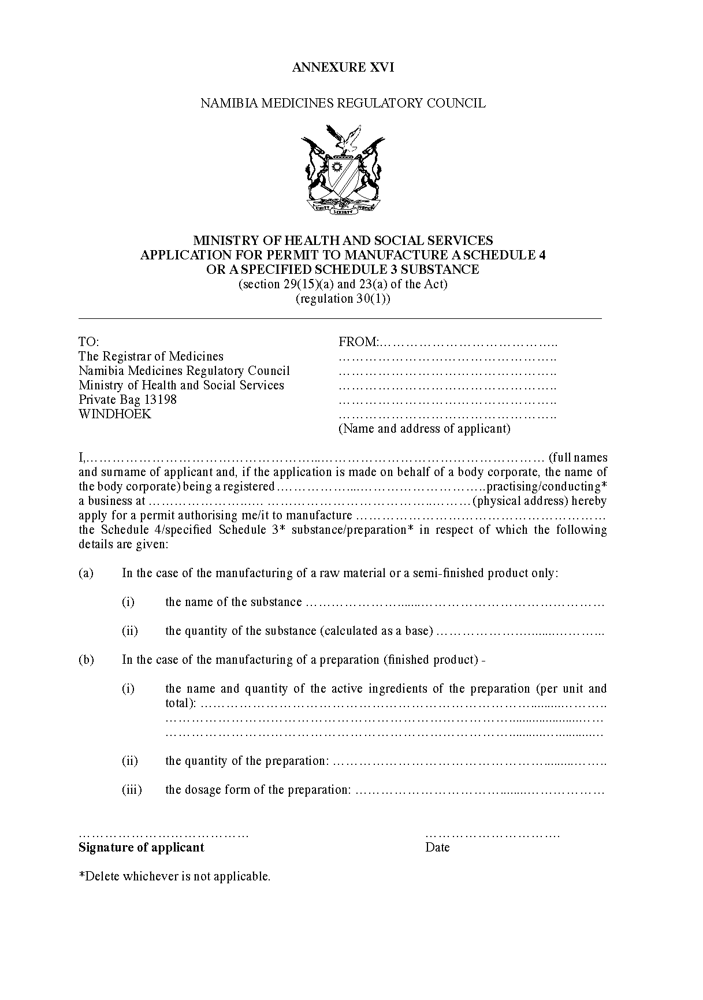 ANNEXURE XVI
NAMIBIA MEDICINES REGULATORY COUNCIL
UNITY LIBERTY JUSTICE
MINISTRY OF HEALTH AND SOCIAL SERVICES
APPLICATION FOR PERMIT TO MANUFACTURE A SCHEDULE 4
OR A SPECIFIED SCHEDULE 3 SUBSTANCE
(section 29(15)(a) and 23(a) of the Act)
(regulation 30(1))
TO:
The Registrar of Medicines
Namibia Medicines Regulatory Council
Ministry of Health and Social Services
Private Bag 13198
WINDHOEK
FROM:…………………………………..
…………………………………………..
…………………………………………..
…………………………………………..
…………………………………………..
…………………………………………..
(Name and address of applicant)
I,……………………………………………..…………………………………………… (full names
and surname of applicant and, if the application is made on behalf of a body corporate, the name of
the body corporate) being a registered ……………...………………………..practising/conducting*
a business at …………………..… ………………………………..………(physical address) hereby
apply for a permit authorising me/it to manufacture …………………………………………………
the Schedule 4/specified Schedule 3* substance/preparation* in respect of which the following
details are given:
(a) In the case of the manufacturing of a raw material or a semi-finished product only:
(i) the name of the substance …………………......……………………………………
(ii) the quantity of the substance (calculated as a base) …………………........………...
(b) In the case of the manufacturing of a preparation (finished product) -
(i) the name and quantity of the active ingredients of the preparation (per unit and
total): …………………………………………………………………..........………..
……………………………………………………………………....................……
……………………………………………………………………..........…..........…
(ii) the quantity of the preparation: …………………………………………..........……..
(iii) the dosage form of the preparation: ……………………………........………………
…………………………………
Signature of applicant
………………………….
Date
*Delete whichever is not applicable.